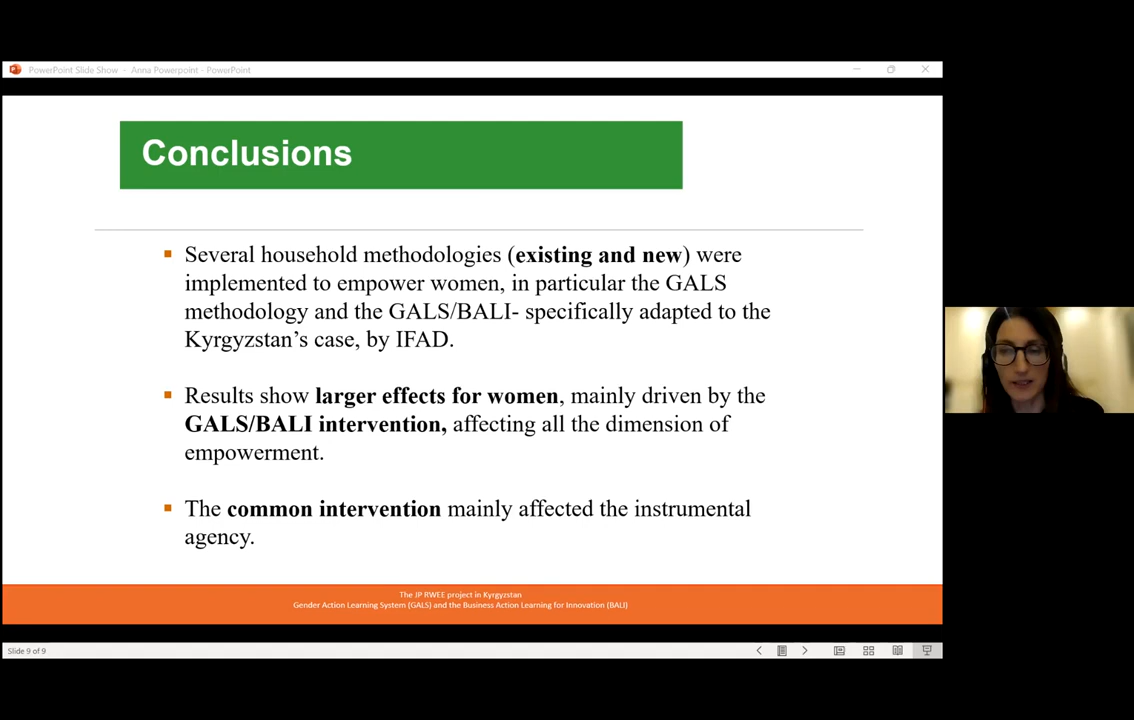 PowerPoint Slide Show - Anna Powerpoint - PowerPoint
Conclusions
Several household methodologies (existing and new) were
implemented to empower women, in particular the GALS
methodology and the GALS/BALI- specifically adapted to the
Kyrgyzstan's case, by IFAD.
Results show larger effects for women, mainly driven by the
GALS/BALI intervention, affecting all the dimension of
empowerment.
The common intervention mainly affected the instrumental
agency.
The JP RWEE project in Kyrgyzstan
Gender Action Learning System (GALS) and the Business Action Learning for Innovation (BALI)
Slide 9 of 9